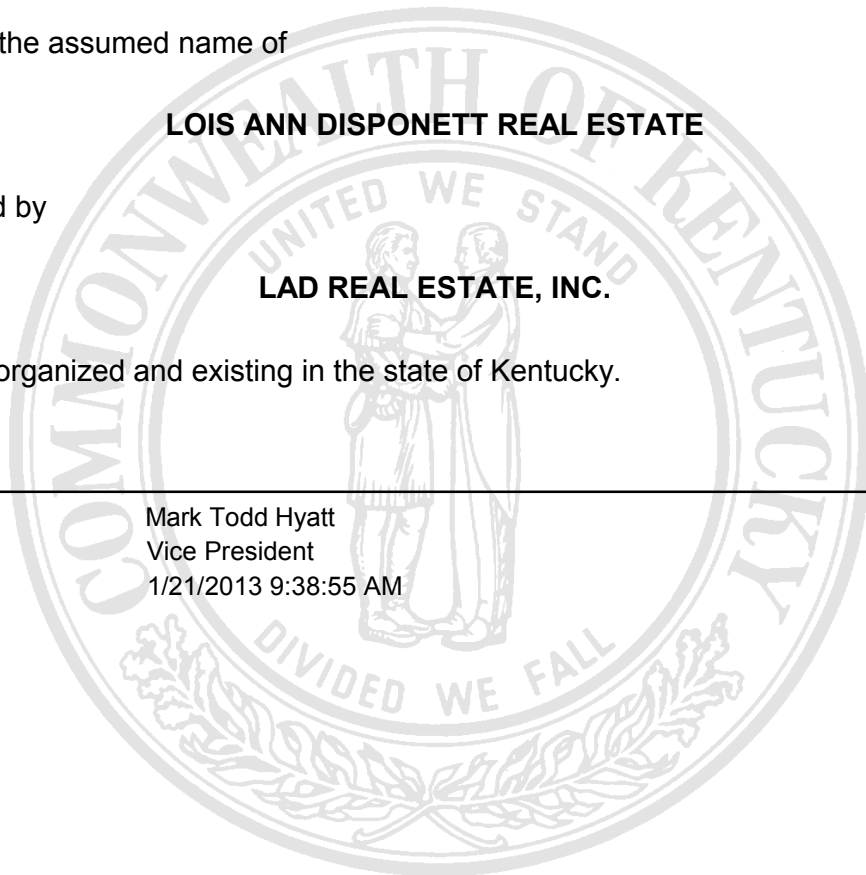 the assumed name of
LOIS ANN DISPONETT REAL ESTATE
d by
LAD REAL ESTATE, INC.
organized and existing in the state of Kentucky.
Mark Todd Hyatt
Vice President
1/21/2013 9:38:55 AM
COMMONWEALTH OF KENTUCKY
UNITED WE STAND
DIVIDED WE FALL